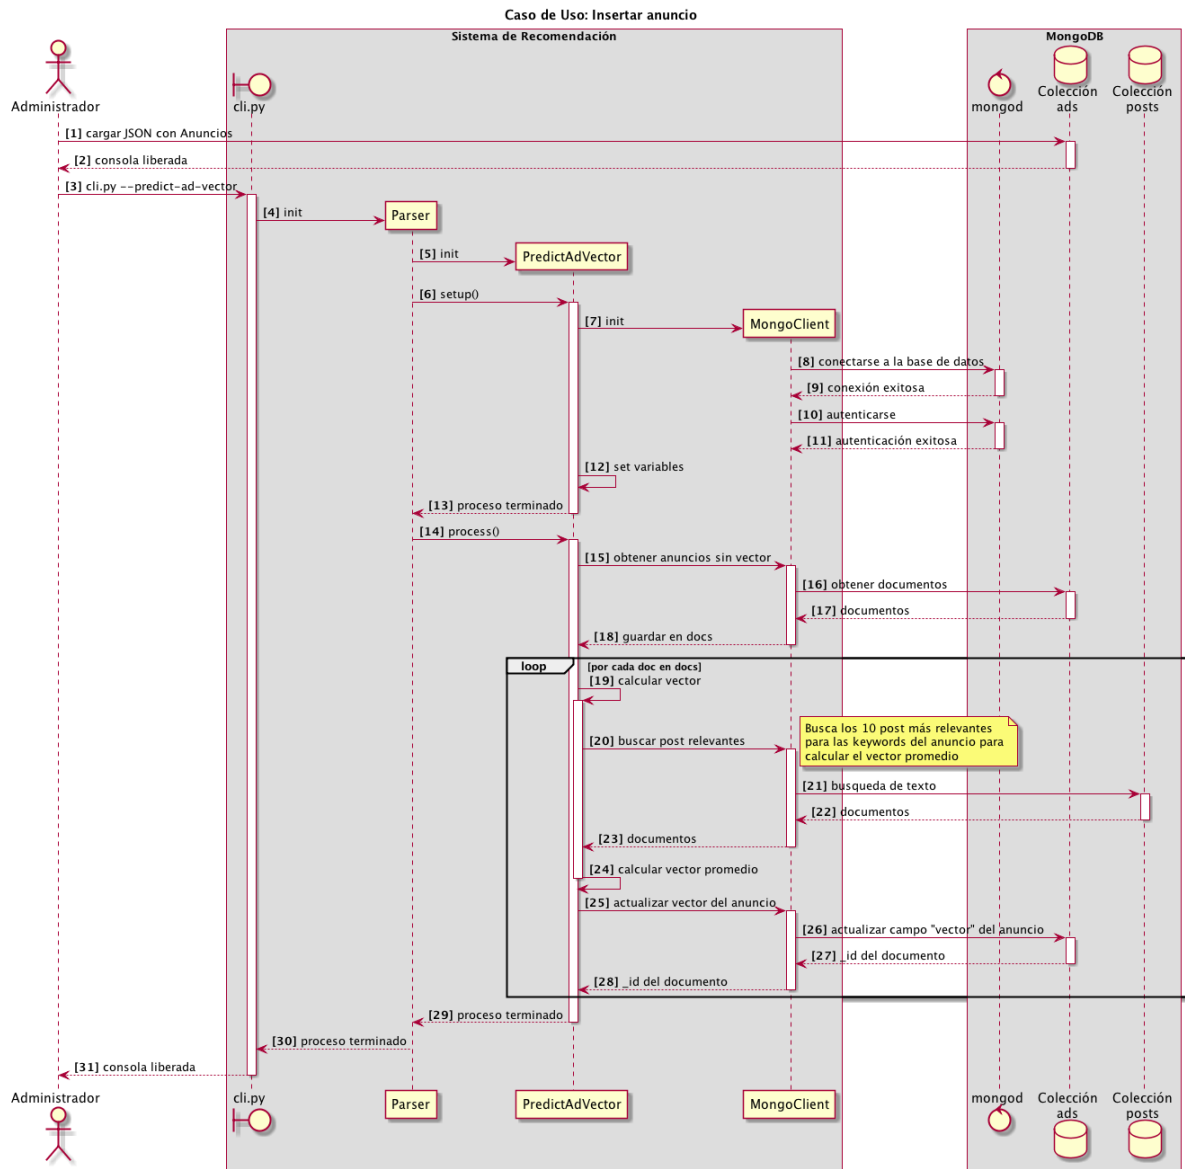 Caso de Uso: Insertar anuncio
Sistema de Recomendación
MongoDB
Administrador
cli.py
mongod
Colección
ads
Colección
posts
[1] cargar JSON con Anuncios
[2] consola liberada
[3] cli.py --predict-ad-vector
[4] init
Parser
[5] init
PredictAdVector
[6] setup()
[7] init
MongoClient
[8] conectarse a la base de datos
[9] conexión exitosa
[10] autenticarse
[11] autenticación exitosa
[12] set variables
[13] proceso terminado
[14] process()
[15] obtener anuncios sin vector
[16] obtener documentos
[17] documentos
[18] guardar en docs
loop
[por cada doc en docs]
[19] calcular vector
Busca los 10 post más relevantes
para las keywords del anuncio para
calcular el vector promedio
[20] buscar post relevantes
[21] busqueda de texto
[22] documentos
[23] documentos
[24] calcular vector promedio
[25] actualizar vector del anuncio
[26] actualizar campo "vector" del anuncio
[27] _id del documento
[28] _id del documento
[29] proceso terminado
[30] proceso terminado
[31] consola liberada
Administrador
cli.py
Parser
PredictAdVector
MongoClient
mongod
Colección
ads
Colección
posts